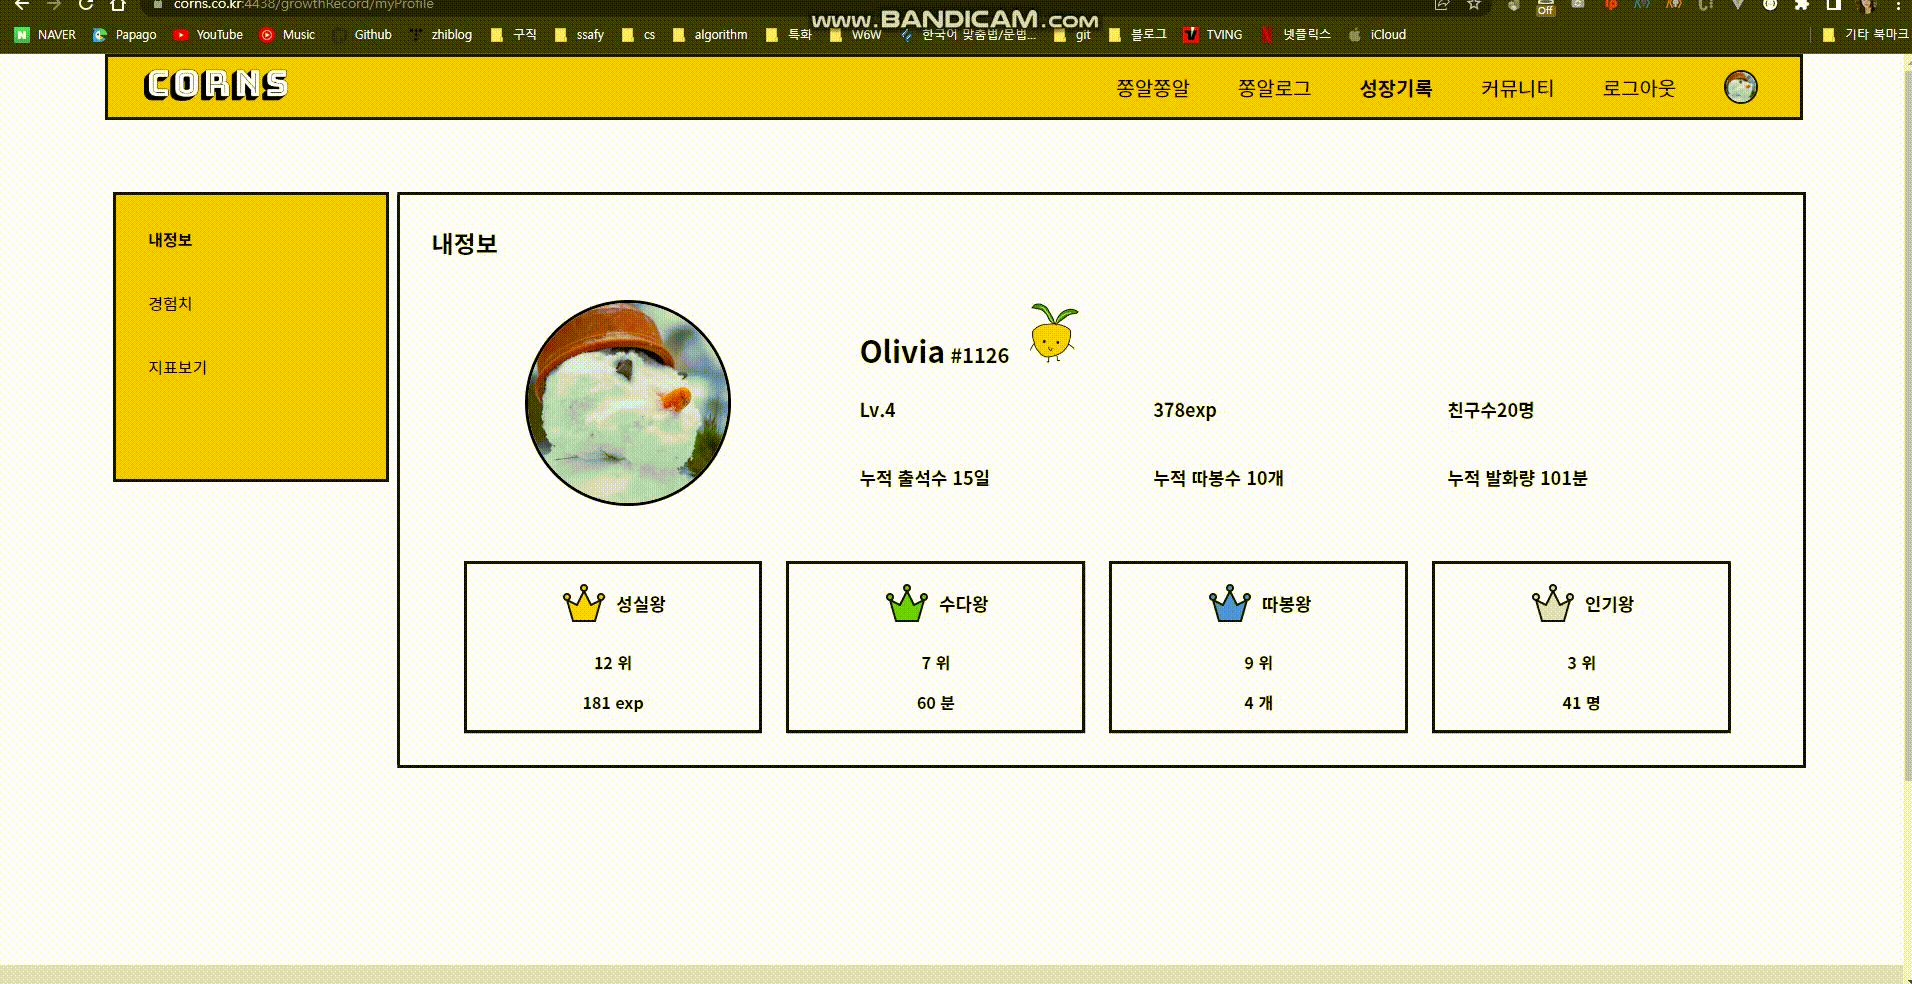 corns.co.kr:4438/growthRecord/myProfile
Off
www.BANDICAM.com
NAVER Papago YouTube Music Github zhiblog 구직 ssafy cs algorithm 특화 W6W 한국어 맞춤법/문법... git 블로그 TVING 넷플릭스 iCloud 기타 북마크
CORNS 쫑알쫑알 쫑알로그 성장기록 커뮤니티 로그아웃
내정보
경험치
지표보기
내정보
Olivia #1126
Lv.4 378exp 친구수20명
누적 출석수 15일 누적 따봉수 10개 누적 발화량 101분
성실왕
12 위
181 exp
수다왕
7 위
60 분
따봉왕
9 위
4 개
인기왕
3 위
41 명